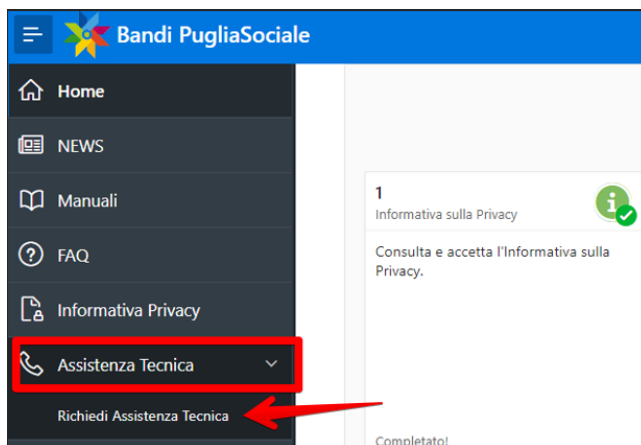 Bandi PugliaSociale
Home
NEWS
Manuali
FAQ
Informativa Privacy
Assistenza Tecnica
Richiedi Assistenza Tecnica
1
Informativa sulla Privacy
Consulta e accetta l'Informativa sulla
Privacy.
Completato!